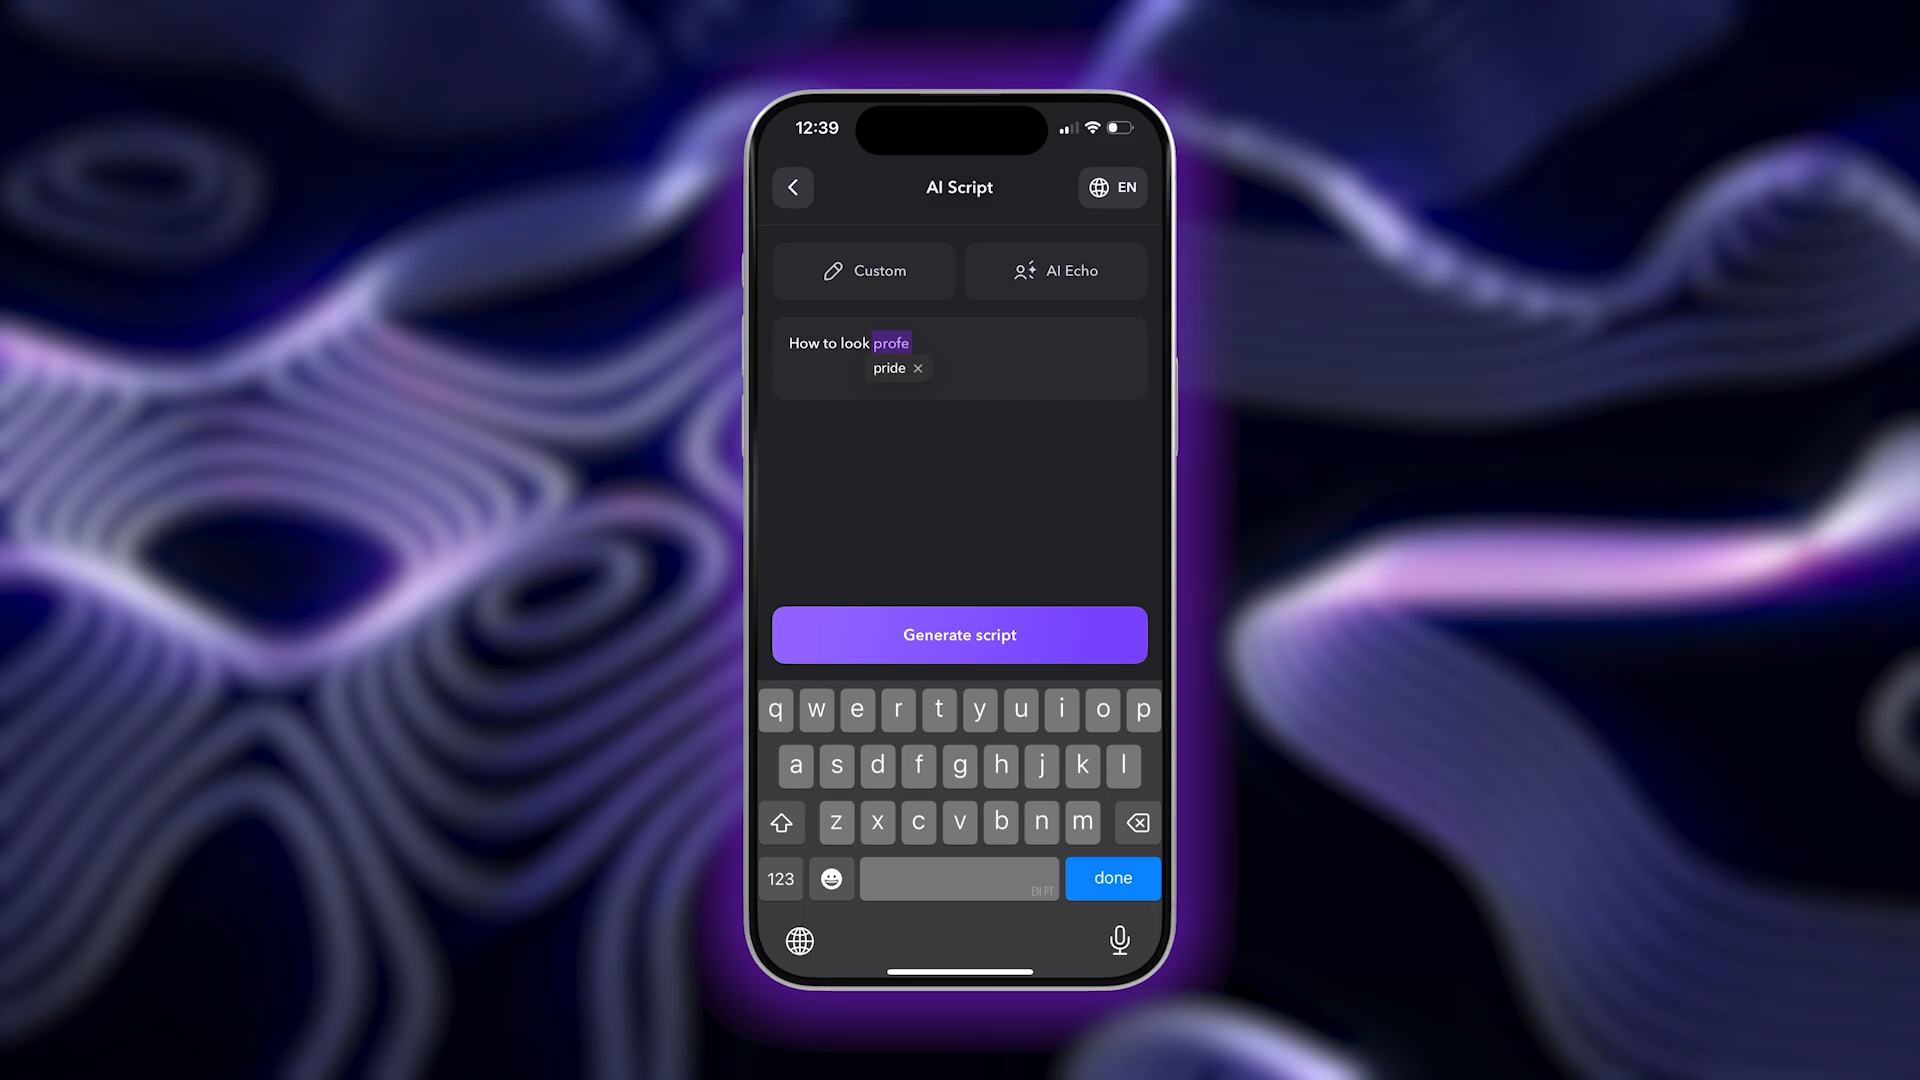 12:39
AI Script
EN
Custom
AI Echo
How to look profe
pride
Generate script
q w e r t y u i o p
a s d f g h j k l
z x c v b n m
123
EN PT
done